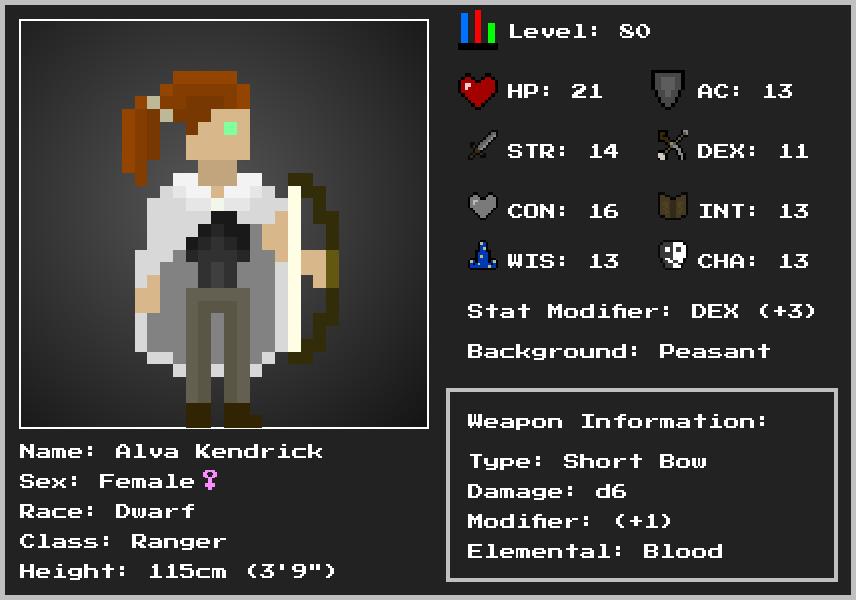 Level: 80
HP: 21
AC: 13
STR: 14
DEX: 11
CON: 16
INT: 13
WIS: 13
CHA: 13
Stat Modifier: DEX (+3)
Background: Peasant
Name: Alva Kendrick
Sex: Female♀
Race: Dwarf
Class: Ranger
Height: 115cm (3'9")
Weapon Information:
Type: Short Bow
Damage: d6
Modifier: (+1)
Elemental: Blood